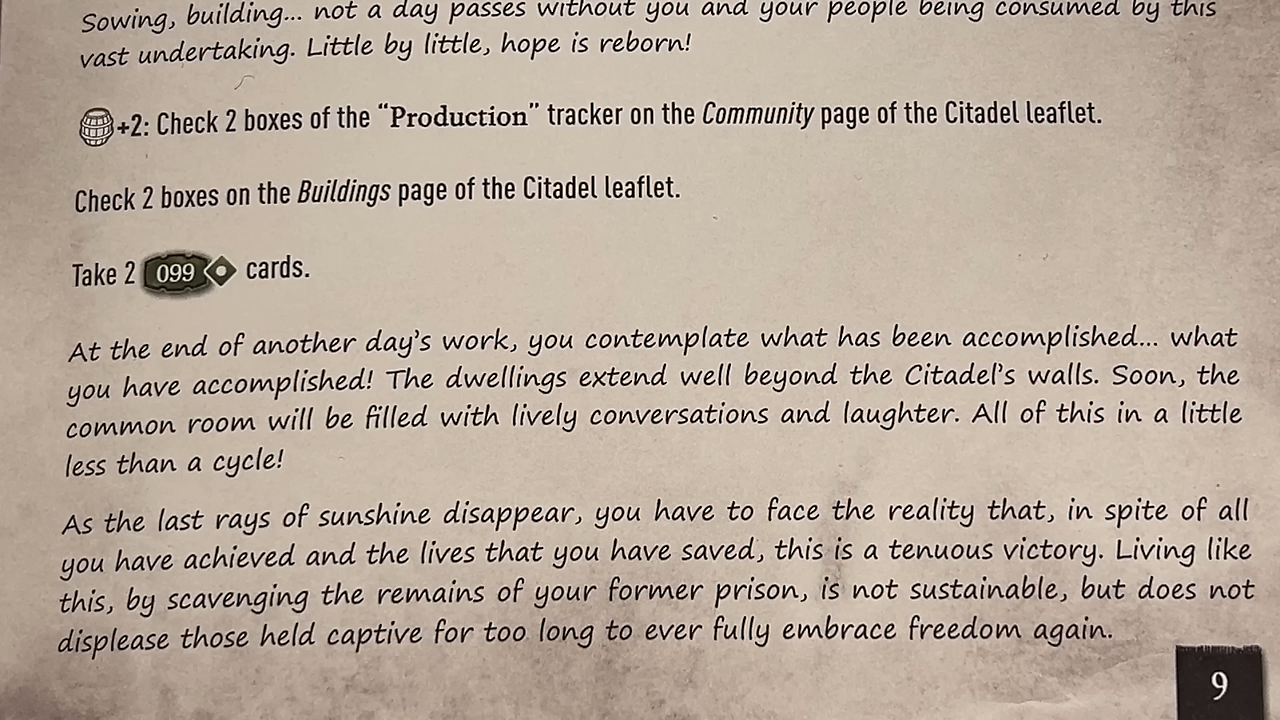 Sowing, building... not a day passes without you and your people being consumed by this
vast undertaking. Little by little, hope is reborn!
+2: Check 2 boxes of the “Production” tracker on the Community page of the Citadel leaflet.
Check 2 boxes on the Buildings page of the Citadel leaflet.
Take 2 099 cards.
At the end of another day’s work, you contemplate what has been accomplished... what
you have accomplished! The dwellings extend well beyond the Citadel’s walls. Soon, the
common room will be filled with lively conversations and laughter. All of this in a little
less than a cycle!
As the last rays of sunshine disappear, you have to face the reality that, in spite of all
you have achieved and the lives that you have saved, this is a tenuous victory. Living like
this, by scavenging the remains of your former prison, is not sustainable, but does not
displease those held captive for too long to ever fully embrace freedom again.
9